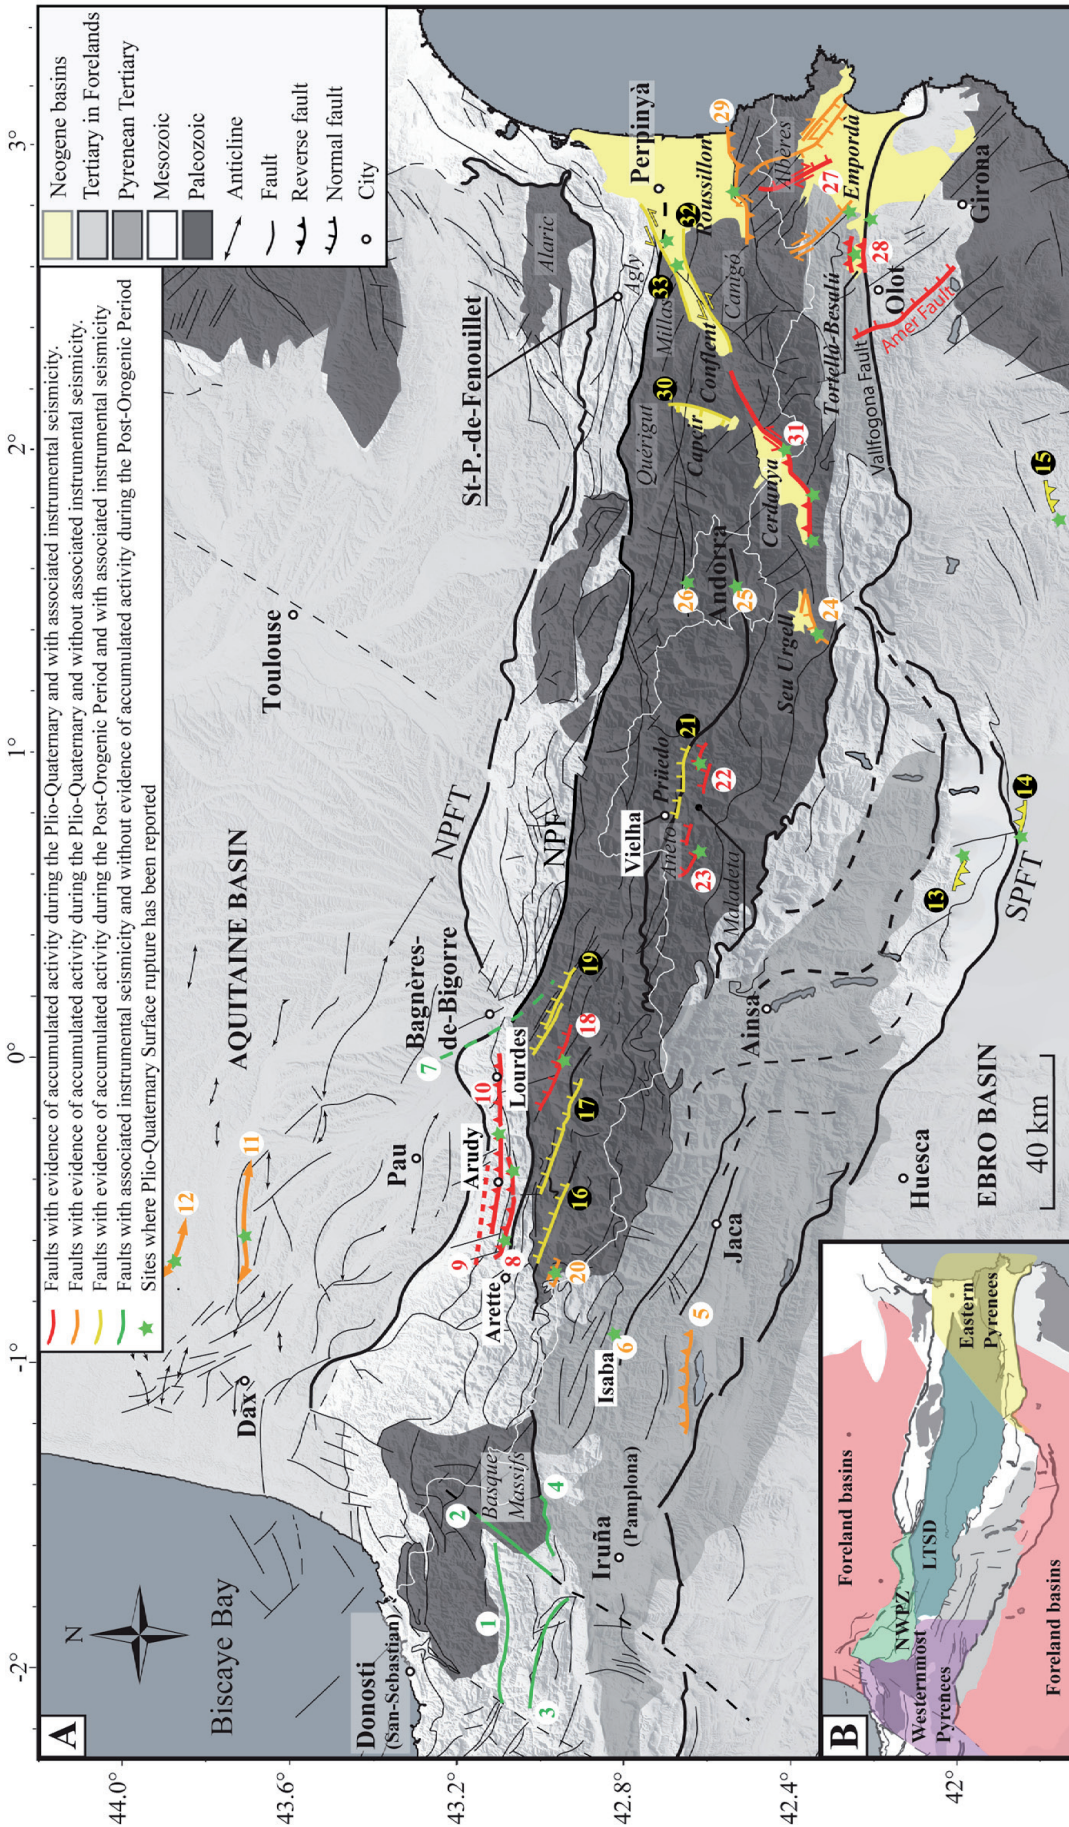 A
N
Biscaye Bay
Faults with evidence of accumulated activity during the Plio-Quaternary and with associated instrumental seismicity.
Faults with evidence of accumulated activity during the Plio-Quaternary and without associated instrumental seismicity.
Faults with evidence of accumulated activity during the Post-Orogenic Period and with associated instrumental seismicity
Faults with associated instrumental seismicity and without evidence of accumulated activity during the Post-Orogenic Period
Sites where Plio-Quaternary Surface rupture has been reported
Neogene basins
Tertiary in Forelands
Pyrenean Tertiary
Mesozoic
Paleozoic
Anticline
Fault
Reverse fault
Normal fault
City
-2°
-1°
0°
1°
2°
3°
44.0°
43.6°
43.2°
42.8°
42.4°
42°
Donosti
(San-Sebastian)
Dax
AQUITAINE BASIN
Toulouse
Pau
Bagnères-
de-Bigorre
Lourdes
Arudy
Arette
NPFT
NPF
St-P.-de-Fenouillet
Alaric
Agly
Perpinyà
Basque
Massifs
Iruña
(Pamplona)
Isaba
Jaca
Huesca
Ainsa
EBRO BASIN
40 km
SPFT
Vielha
Aneto
Prüedo
Maladeta
Andorra
Seu Urgell
Cerdanya
Quérigut
Capçir
Conflent
Millas
Canigó
Roussillon
Albères
Empordà
Tortellà-Besalú
Vallfogona Fault
Amer Fault
Olot
Girona
1
2
3
4
5
6
7
8
9
10
11
12
13
14
15
16
17
18
19
20
21
22
23
24
25
26
27
28
29
30
31
32
33
B
Foreland basins
NWPZ
LTSD
Westernmost
Pyrenees
Eastern
Pyrenees
Foreland basins